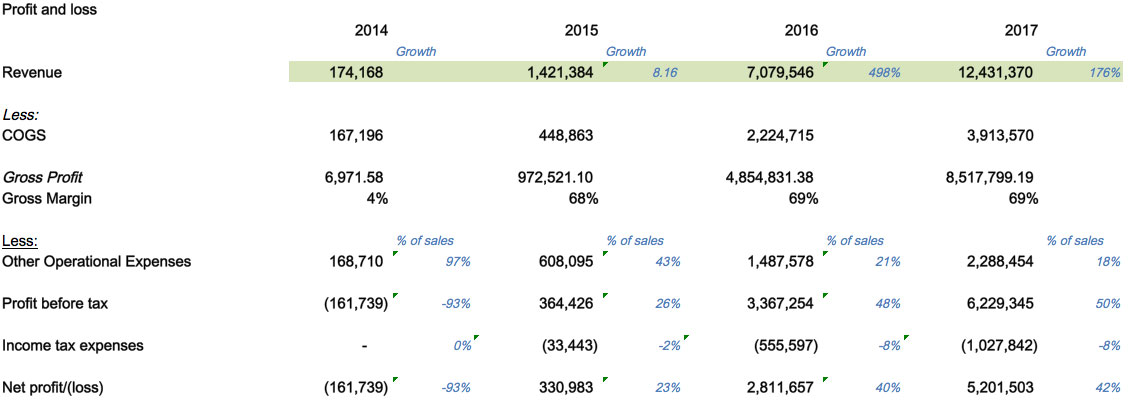 Profit and loss
2014 2015 2016 2017
Growth Growth Growth Growth
Revenue 174,168 1,421,384 8.16 7,079,546 498% 12,431,370 176%
Less:
COGS 167,196 448,863 2,224,715 3,913,570
Gross Profit 6,971.58 972,521.10 4,854,831.38 8,517,799.19
Gross Margin 4% 68% 69% 69%
Less: % of sales % of sales % of sales % of sales
Other Operational Expenses 168,710 97% 608,095 43% 1,487,578 21% 2,288,454 18%
Profit before tax (161,739) -93% 364,426 26% 3,367,254 48% 6,229,345 50%
Income tax expenses - 0% (33,443) -2% (555,597) -8% (1,027,842) -8%
Net profit/(loss) (161,739) -93% 330,983 23% 2,811,657 40% 5,201,503 42%